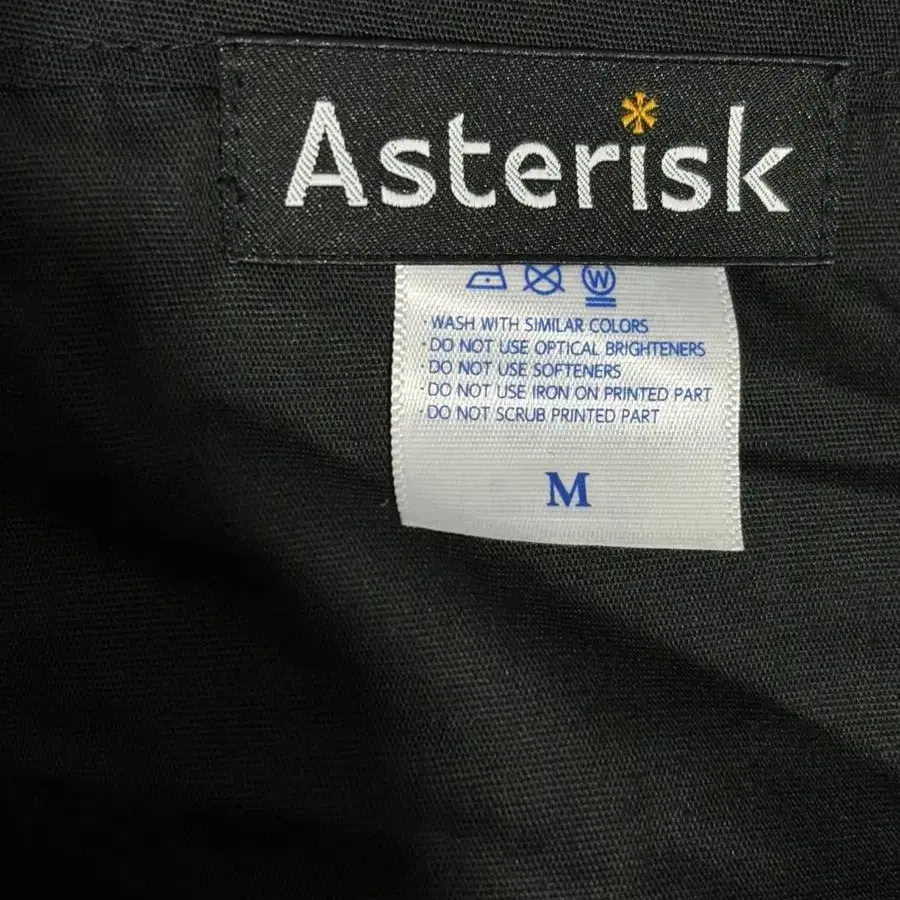 Asterisk
W
·WASH WITH SIMILAR COLORS
·DO NOT USE OPTICAL BRIGHTENERS
·DO NOT USE SOFTENERS
·DO NOT USE IRON ON PRINTED PART
·DO NOT SCRUB PRINTED PART
M